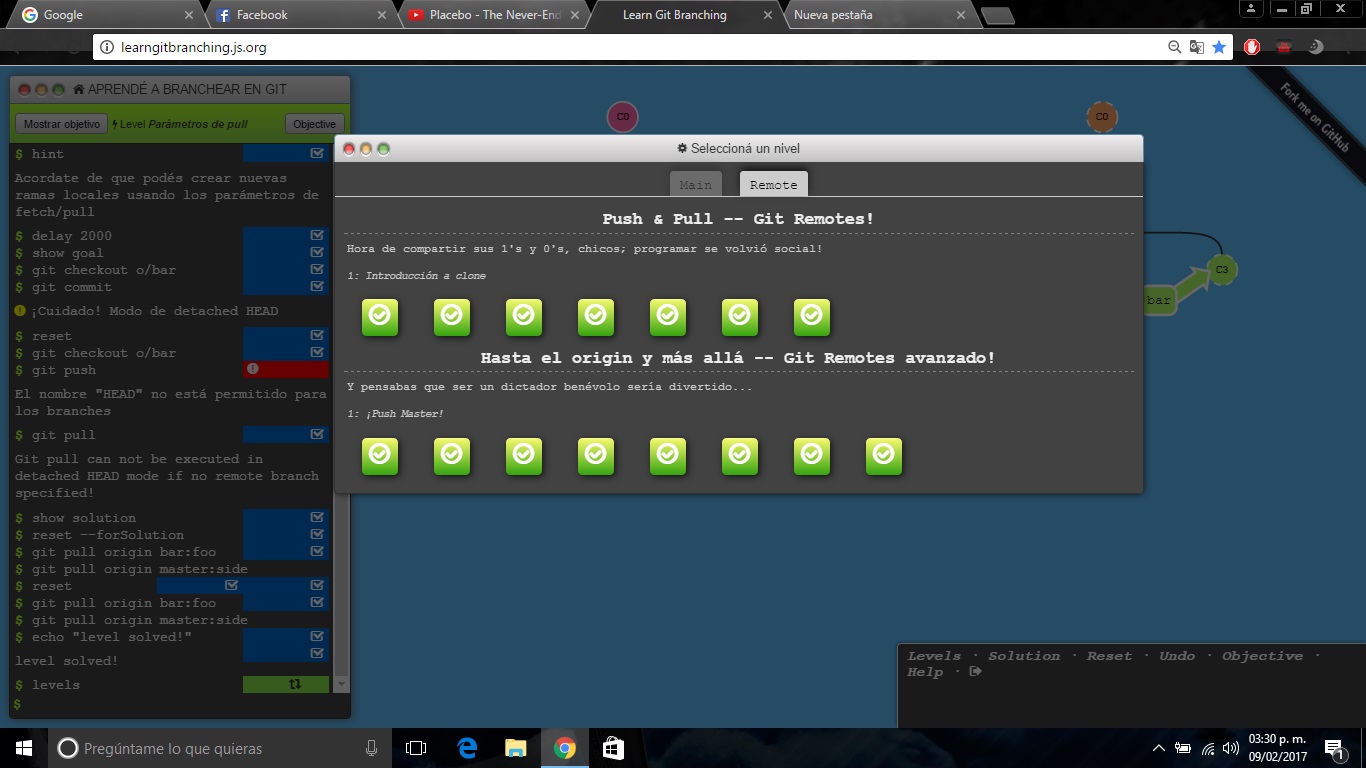 Google
Facebook
Placebo - The Never-End
Learn Git Branching
Nueva pestaña
learngitbranching.js.org
Fork me on GitHub
APRENDÉ A BRANCHEAR EN GIT
Mostrar objetivo
Level Parámetros de pull
Objective
$ hint
Acordate de que podés crear nuevas
ramas locales usando los parámetros de
fetch/pull
$ delay 2000
$ show goal
$ git checkout o/bar
$ git commit
¡Cuidado! Modo de detached HEAD
$ reset
$ git checkout o/bar
$ git push
El nombre "HEAD" no está permitido para
los branches
$ git pull
Git pull can not be executed in
detached HEAD mode if no remote branch
specified!
$ show solution
$ reset --forSolution
$ git pull origin bar:foo
$ git pull origin master:side
$ reset
$ git pull origin bar:foo
$ git pull origin master:side
$ echo "level solved!"
level solved!
$ levels
$
C0
C0
C3
bar
Seleccioná un nivel
Main
Remote
Push & Pull -- Git Remotes!
Hora de compartir sus 1's y 0's, chicos; programar se volvió social!
1: Introducción a clone
Hasta el origin y más allá -- Git Remotes avanzado!
Y pensabas que ser un dictador benévolo sería divertido...
1: ¡Push Master!
Levels · Solution · Reset · Undo · Objective ·
Help ·
Pregúntame lo que quieras
03:30 p. m.
09/02/2017
1